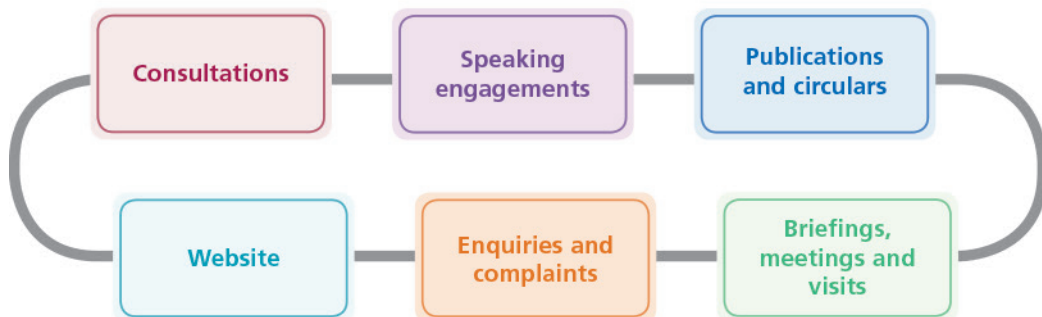 Consultations
Speaking
engagements
Publications
and circulars
Website
Enquiries and
complaints
Briefings,
meetings and
visits